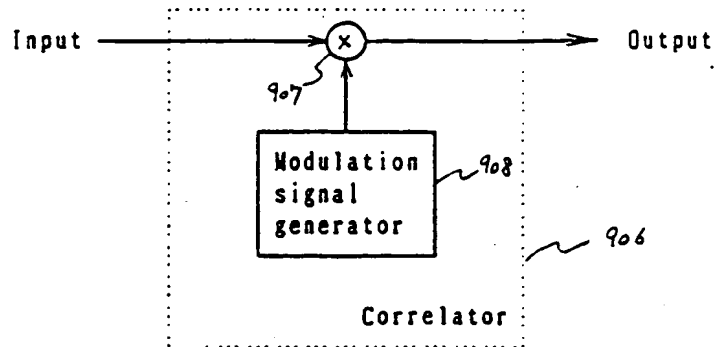 Input
×
Output
907
Modulation
signal
generator
908
906
Correlator